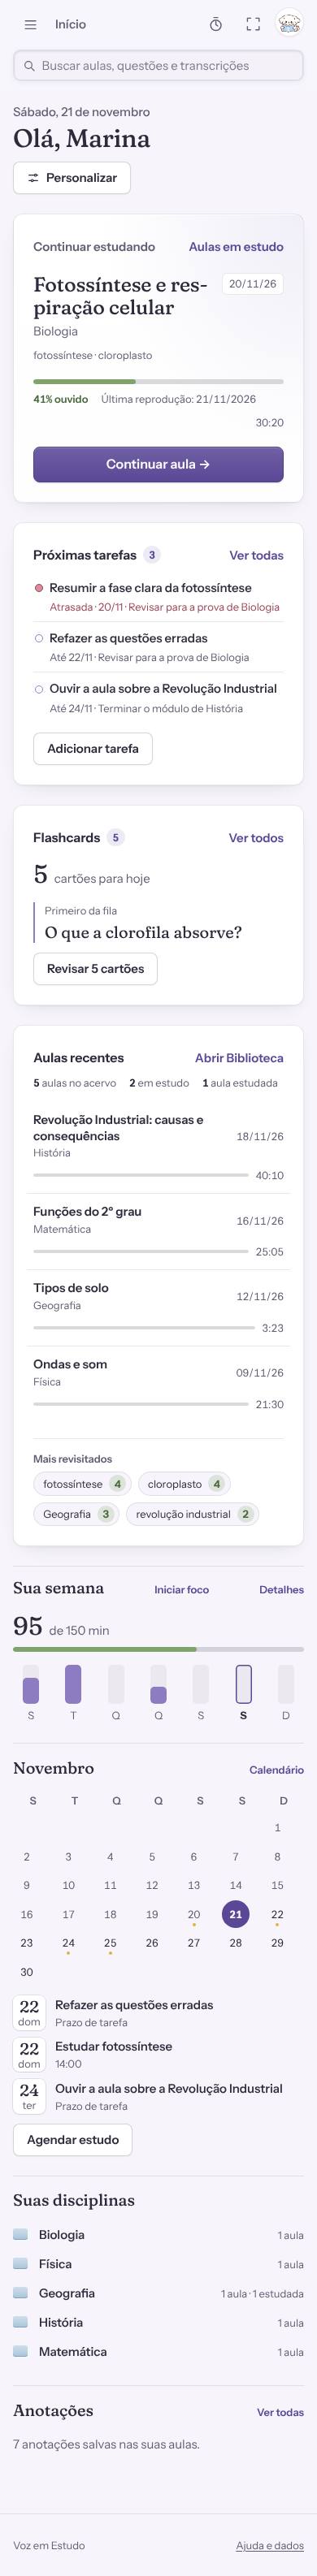 Início
Buscar aulas, questões e transcrições
Sábado, 21 de novembro
Olá, Marina
Personalizar
Continuar estudando
Aulas em estudo
Fotossíntese e res-
piração celular
20/11/26
Biologia
fotossíntese · cloroplasto
41% ouvido Última reprodução: 21/11/2026
30:20
Continuar aula →
Próximas tarefas 3
Ver todas
Resumir a fase clara da fotossíntese
Atrasada · 20/11 · Revisar para a prova de Biologia
Refazer as questões erradas
Até 22/11 · Revisar para a prova de Biologia
Ouvir a aula sobre a Revolução Industrial
Até 24/11 · Terminar o módulo de História
Adicionar tarefa
Flashcards 5
Ver todos
5 cartões para hoje
Primeiro da fila
O que a clorofila absorve?
Revisar 5 cartões
Aulas recentes
Abrir Biblioteca
5 aulas no acervo 2 em estudo 1 aula estudada
Revolução Industrial: causas e
consequências
18/11/26
História
40:10
Funções do 2º grau
16/11/26
Matemática
25:05
Tipos de solo
12/11/26
Geografia
3:23
Ondas e som
09/11/26
Física
21:30
Mais revisitados
fotossíntese 4 cloroplasto 4
Geografia 3 revolução industrial 2
Sua semana
Iniciar foco
Detalhes
95 de 150 min
S T Q Q S S D
Novembro
Calendário
S T Q Q S S D
1
2 3 4 5 6 7 8
9 10 11 12 13 14 15
16 17 18 19 20 21 22
23 24 25 26 27 28 29
30
22 dom
Refazer as questões erradas
Prazo de tarefa
22 dom
Estudar fotossíntese
14:00
24 ter
Ouvir a aula sobre a Revolução Industrial
Prazo de tarefa
Agendar estudo
Suas disciplinas
Biologia 1 aula
Física 1 aula
Geografia 1 aula · 1 estudada
História 1 aula
Matemática 1 aula
Anotações
Ver todas
7 anotações salvas nas suas aulas.
Voz em Estudo
Ajuda e dados